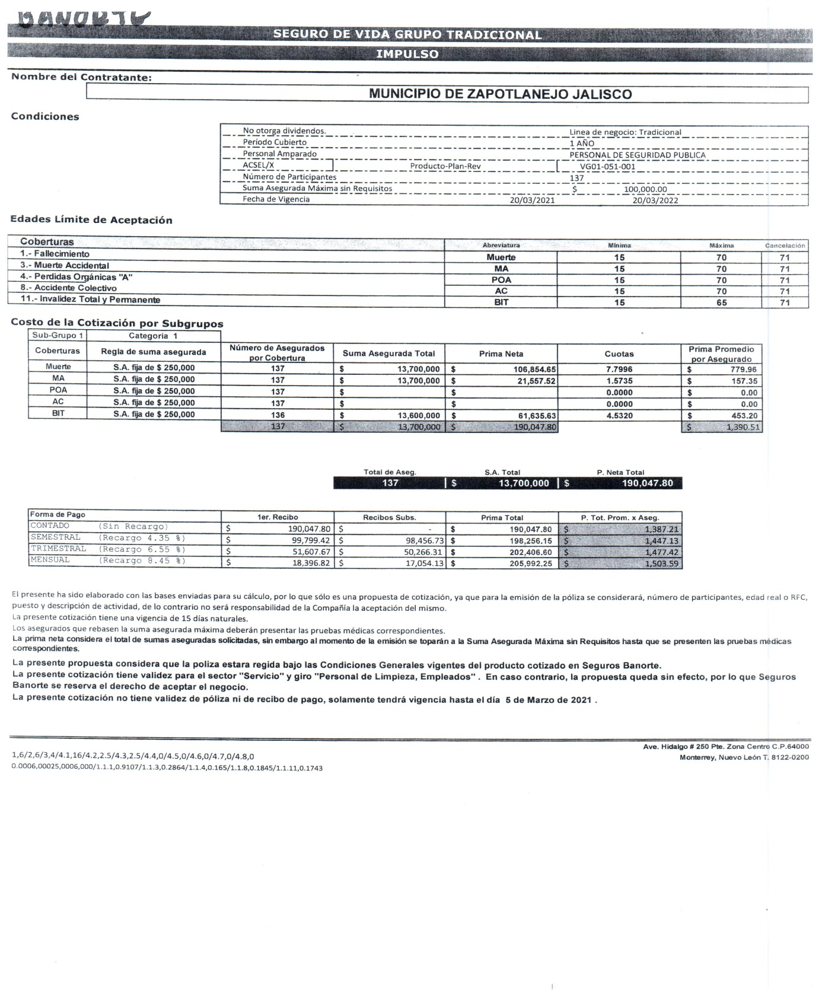 BANORTE
SEGURO DE VIDA GRUPO TRADICIONAL
IMPULSO
Nombre del Contratante:
MUNICIPIO DE ZAPOTLANEJO JALISCO
Condiciones
No otorga dividendos. Linea de negocio: Tradicional
Período Cubierto 1 AÑO
Personal Amparado PERSONAL DE SEGURIDAD PUBLICA
ACSEL/X Producto-Plan-Rev VG01-051-001
Número de Participantes 137
Suma Asegurada Máxima sin Requisitos $ 100,000.00
Fecha de Vigencia 20/03/2021 20/03/2022
Edades Límite de Aceptación
Coberturas Abreviatura Mínima Máxima Cancelación
1.- Fallecimiento Muerte 15 70 71
3.- Muerte Accidental MA 15 70 71
4.- Perdidas Orgánicas "A" POA 15 70 71
8.- Accidente Colectivo AC 15 70 71
11.- Invalidez Total y Permanente BIT 15 65 71
Costo de la Cotización por Subgrupos
Sub-Grupo 1 Categoria 1
Coberturas Regla de suma asegurada Número de Asegurados por Cobertura Suma Asegurada Total Prima Neta Cuotas Prima Promedio por Asegurado
Muerte S.A. fija de $ 250,000 137 $ 13,700,000 $ 106,854.65 7.7996 $ 779.96
MA S.A. fija de $ 250,000 137 $ 13,700,000 $ 21,557.52 1.5735 $ 157.35
POA S.A. fija de $ 250,000 137 $ $ 0.0000 $ 0.00
AC S.A. fija de $ 250,000 137 $ $ 0.0000 $ 0.00
BIT S.A. fija de $ 250,000 136 $ 13,600,000 $ 61,635.63 4.5320 $ 453.20
137 $ 13,700,000 $ 190,047.80 $ 1,390.51
Total de Aseg. S.A. Total P. Neta Total
137 $ 13,700,000 $ 190,047.80
Forma de Pago 1er. Recibo Recibos Subs. Prima Total P. Tot. Prom. x Aseg.
CONTADO (Sin Recargo) $ 190,047.80 $ - $ 190,047.80 $ 1,387.21
SEMESTRAL (Recargo 4.35 %) $ 99,799.42 $ 98,456.73 $ 198,256.15 $ 1,447.13
TRIMESTRAL (Recargo 6.55 %) $ 51,607.67 $ 50,266.31 $ 202,406.60 $ 1,477.42
MENSUAL (Recargo 8.45 %) $ 18,396.82 $ 17,054.13 $ 205,992.25 $ 1,503.59
El presente ha sido elaborado con las bases enviadas para su cálculo, por lo que sólo es una propuesta de cotización, ya que para la emisión de la póliza se considerará, número de participantes, edad real o RFC,
puesto y descripción de actividad, de lo contrario no será responsabilidad de la Compañía la aceptación del mismo.
La presente cotización tiene una vigencia de 15 días naturales.
Los asegurados que rebasen la suma asegurada máxima deberán presentar las pruebas médicas correspondientes.
La prima neta considera el total de sumas aseguradas solicitadas, sin embargo al momento de la emisión se toparán a la Suma Asegurada Máxima sin Requisitos hasta que se presenten las pruebas médicas
correspondientes.
La presente propuesta considera que la poliza estara regida bajo las Condiciones Generales vigentes del producto cotizado en Seguros Banorte.
La presente cotización tiene validez para el sector "Servicio" y giro "Personal de Limpieza, Empleados" . En caso contrario, la propuesta queda sin efecto, por lo que Seguros
Banorte se reserva el derecho de aceptar el negocio.
La presente cotización no tiene validez de póliza ni de recibo de pago, solamente tendrá vigencia hasta el día 5 de Marzo de 2021 .
Ave. Hidalgo # 250 Pte. Zona Centro C.P.64000
Monterrey, Nuevo León T. 8122-0200
1,6/2,6/3,4/4.1,16/4.2,2.5/4.3,2.5/4.4,0/4.5,0/4.6,0/4.7,0/4.8,0
0.0006,00025,0006,000/1.1.1,0.9107/1.1.3,0.2864/1.1.4,0.165/1.1.8,0.1845/1.1.11,0.1743